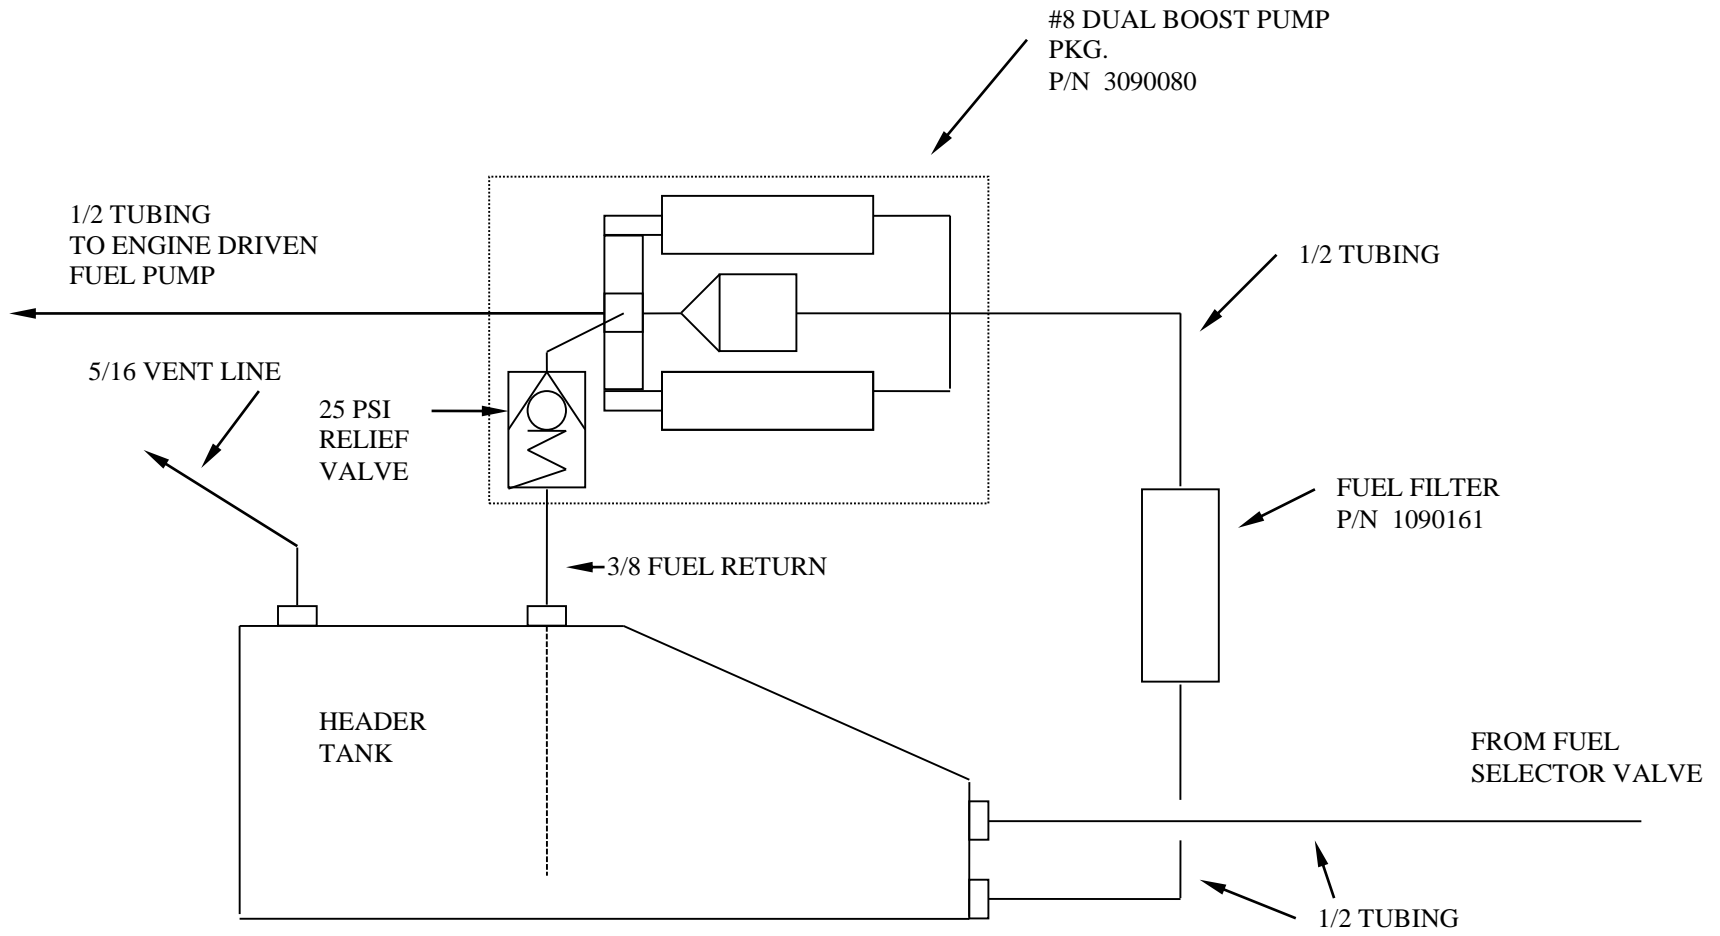 #8 DUAL BOOST PUMP
PKG.
P/N 3090080
1/2 TUBING
TO ENGINE DRIVEN
FUEL PUMP
1/2 TUBING
5/16 VENT LINE
25 PSI
RELIEF
VALVE
FUEL FILTER
P/N 1090161
3/8 FUEL RETURN
HEADER
TANK
FROM FUEL
SELECTOR VALVE
1/2 TUBING